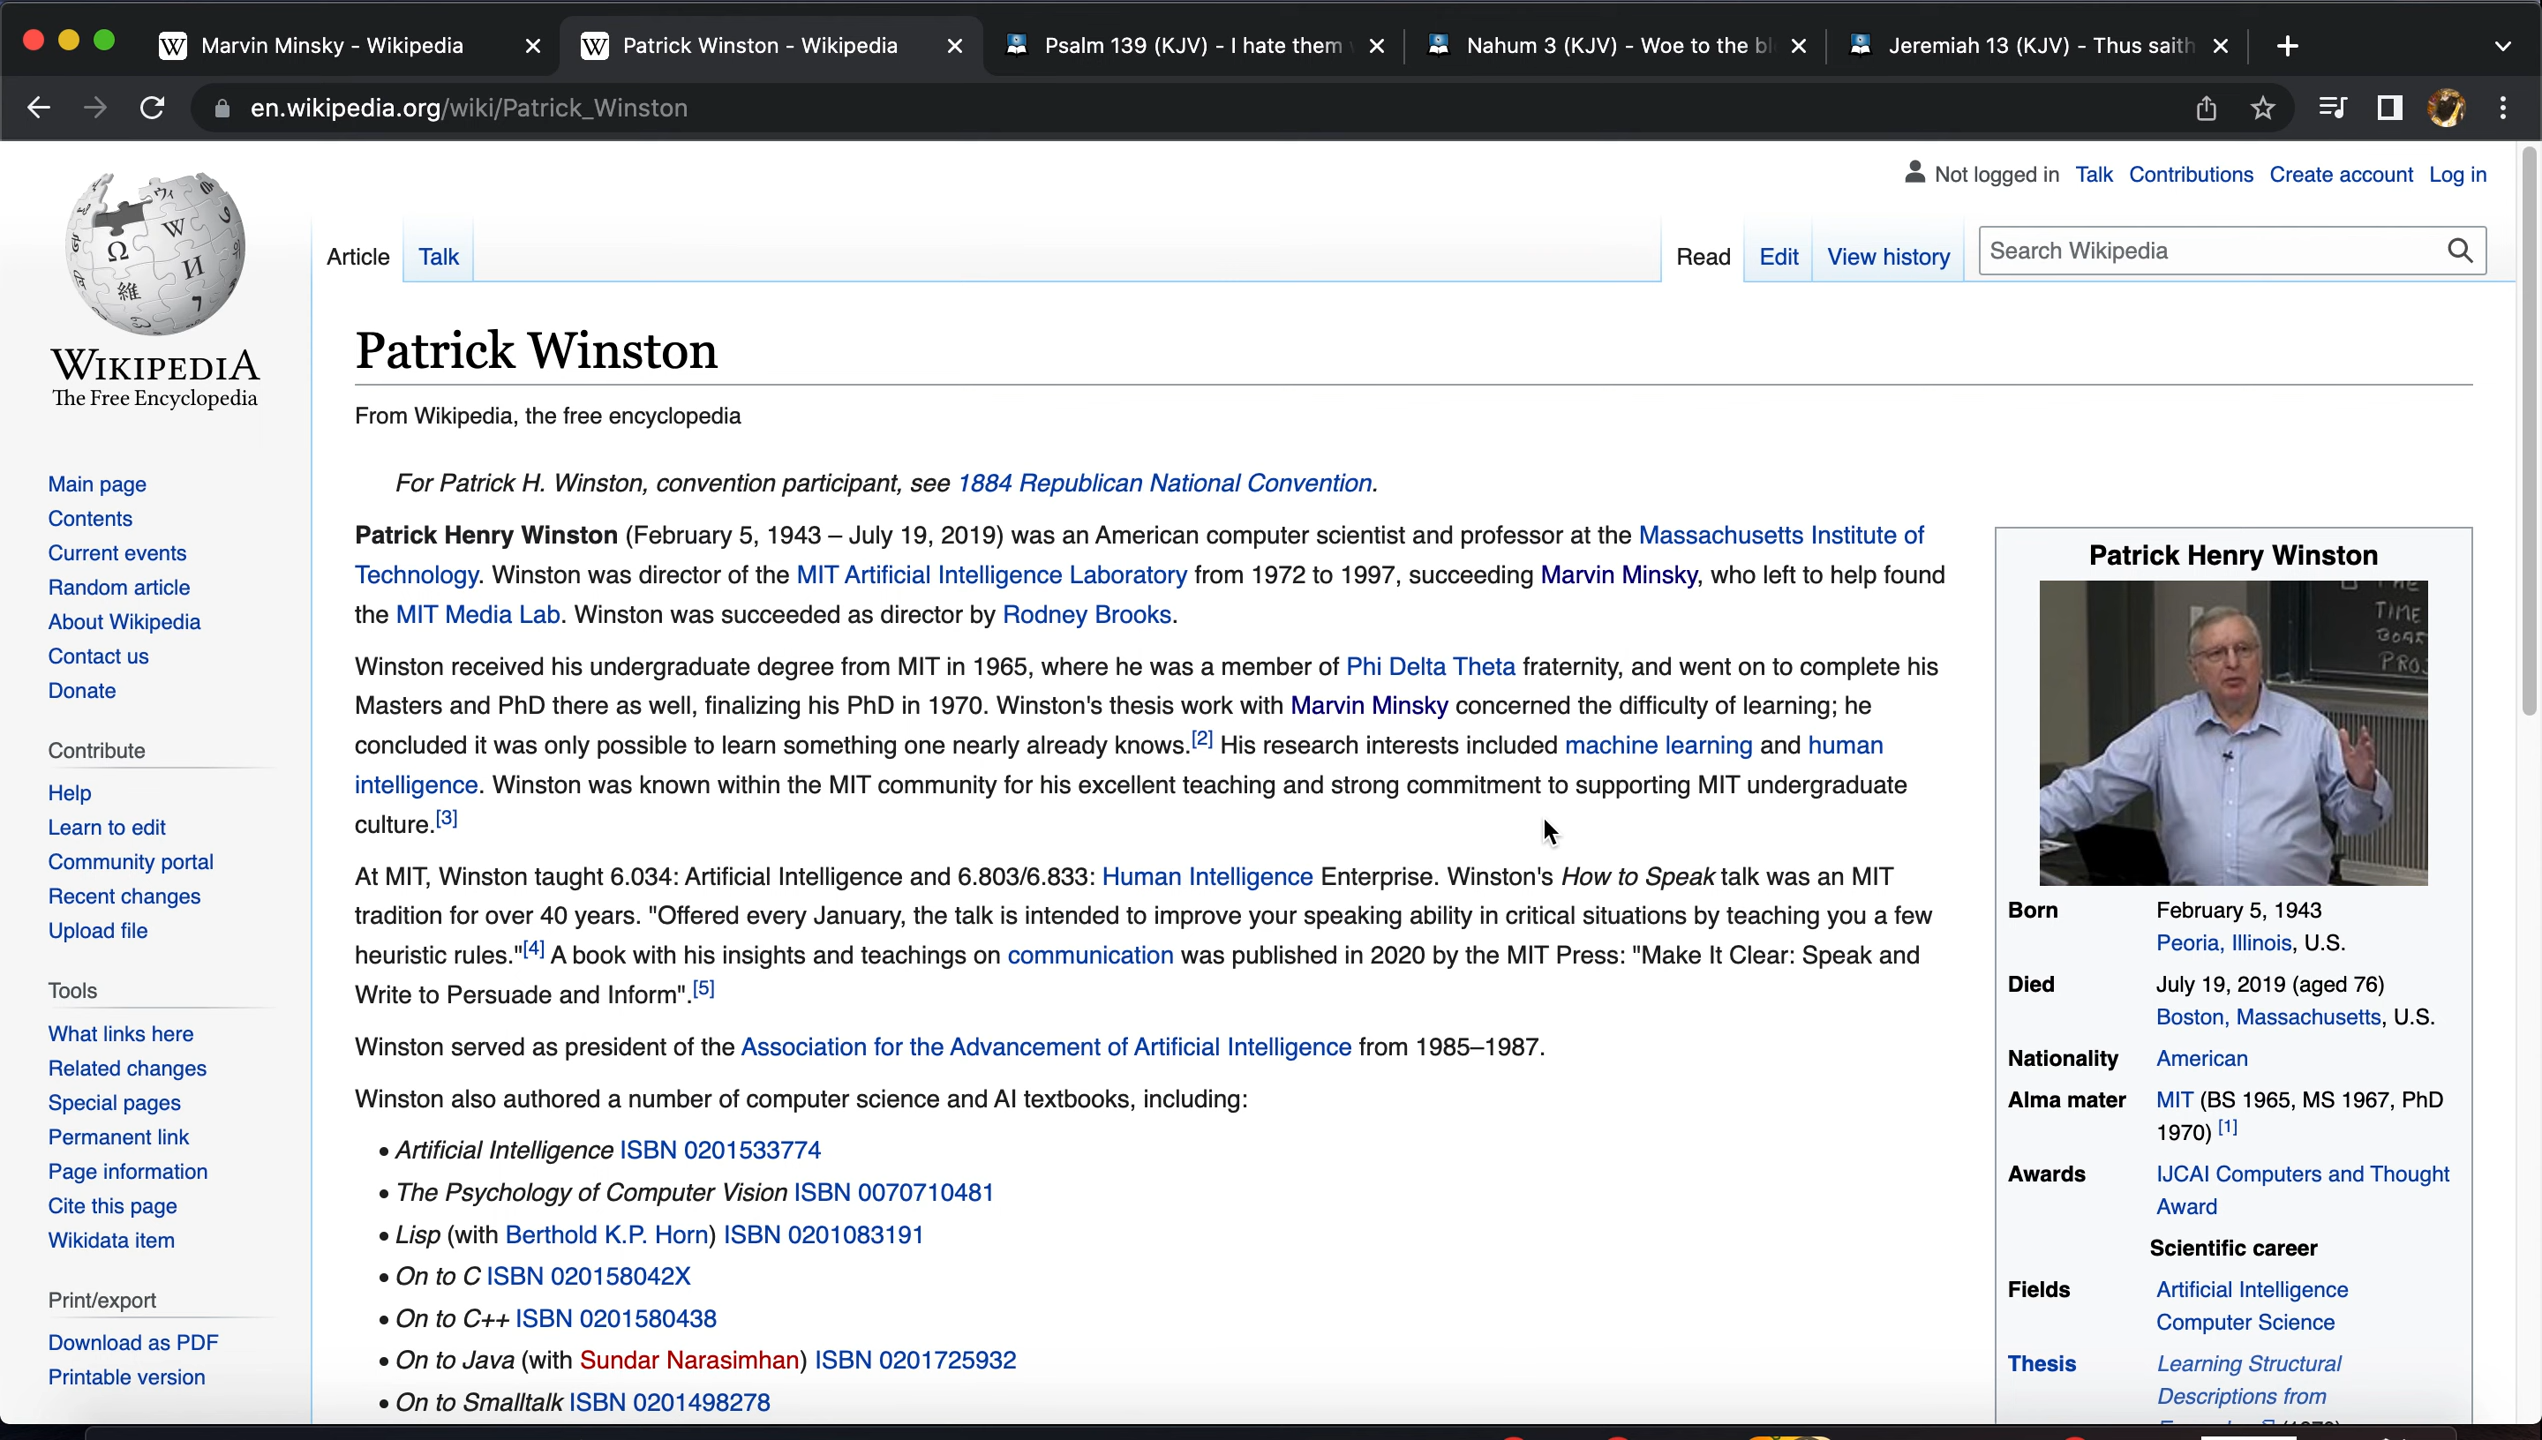 Marvin Minsky - Wikipedia
Patrick Winston - Wikipedia
Psalm 139 (KJV) - I hate them
Nahum 3 (KJV) - Woe to the bl
Jeremiah 13 (KJV) - Thus saith
en.wikipedia.org/wiki/Patrick_Winston
Not logged in Talk Contributions Create account Log in
Article Talk Read Edit View history Search Wikipedia
WIKIPEDIA
The Free Encyclopedia
Main page
Contents
Current events
Random article
About Wikipedia
Contact us
Donate
Contribute
Help
Learn to edit
Community portal
Recent changes
Upload file
Tools
What links here
Related changes
Special pages
Permanent link
Page information
Cite this page
Wikidata item
Print/export
Download as PDF
Printable version
Patrick Winston
From Wikipedia, the free encyclopedia
For Patrick H. Winston, convention participant, see 1884 Republican National Convention.
Patrick Henry Winston (February 5, 1943 – July 19, 2019) was an American computer scientist and professor at the Massachusetts Institute of
Technology. Winston was director of the MIT Artificial Intelligence Laboratory from 1972 to 1997, succeeding Marvin Minsky, who left to help found
the MIT Media Lab. Winston was succeeded as director by Rodney Brooks.
Winston received his undergraduate degree from MIT in 1965, where he was a member of Phi Delta Theta fraternity, and went on to complete his
Masters and PhD there as well, finalizing his PhD in 1970. Winston's thesis work with Marvin Minsky concerned the difficulty of learning; he
concluded it was only possible to learn something one nearly already knows.[2] His research interests included machine learning and human
intelligence. Winston was known within the MIT community for his excellent teaching and strong commitment to supporting MIT undergraduate
culture.[3]
At MIT, Winston taught 6.034: Artificial Intelligence and 6.803/6.833: Human Intelligence Enterprise. Winston's How to Speak talk was an MIT
tradition for over 40 years. "Offered every January, the talk is intended to improve your speaking ability in critical situations by teaching you a few
heuristic rules."[4] A book with his insights and teachings on communication was published in 2020 by the MIT Press: "Make It Clear: Speak and
Write to Persuade and Inform".[5]
Winston served as president of the Association for the Advancement of Artificial Intelligence from 1985–1987.
Winston also authored a number of computer science and AI textbooks, including:
• Artificial Intelligence ISBN 0201533774
• The Psychology of Computer Vision ISBN 0070710481
• Lisp (with Berthold K.P. Horn) ISBN 0201083191
• On to C ISBN 020158042X
• On to C++ ISBN 0201580438
• On to Java (with Sundar Narasimhan) ISBN 0201725932
• On to Smalltalk ISBN 0201498278
Patrick Henry Winston
TIME
BOAR
PRO
Born February 5, 1943
Peoria, Illinois, U.S.
Died July 19, 2019 (aged 76)
Boston, Massachusetts, U.S.
Nationality American
Alma mater MIT (BS 1965, MS 1967, PhD
1970) [1]
Awards IJCAI Computers and Thought
Award
Scientific career
Fields Artificial Intelligence
Computer Science
Thesis Learning Structural
Descriptions from